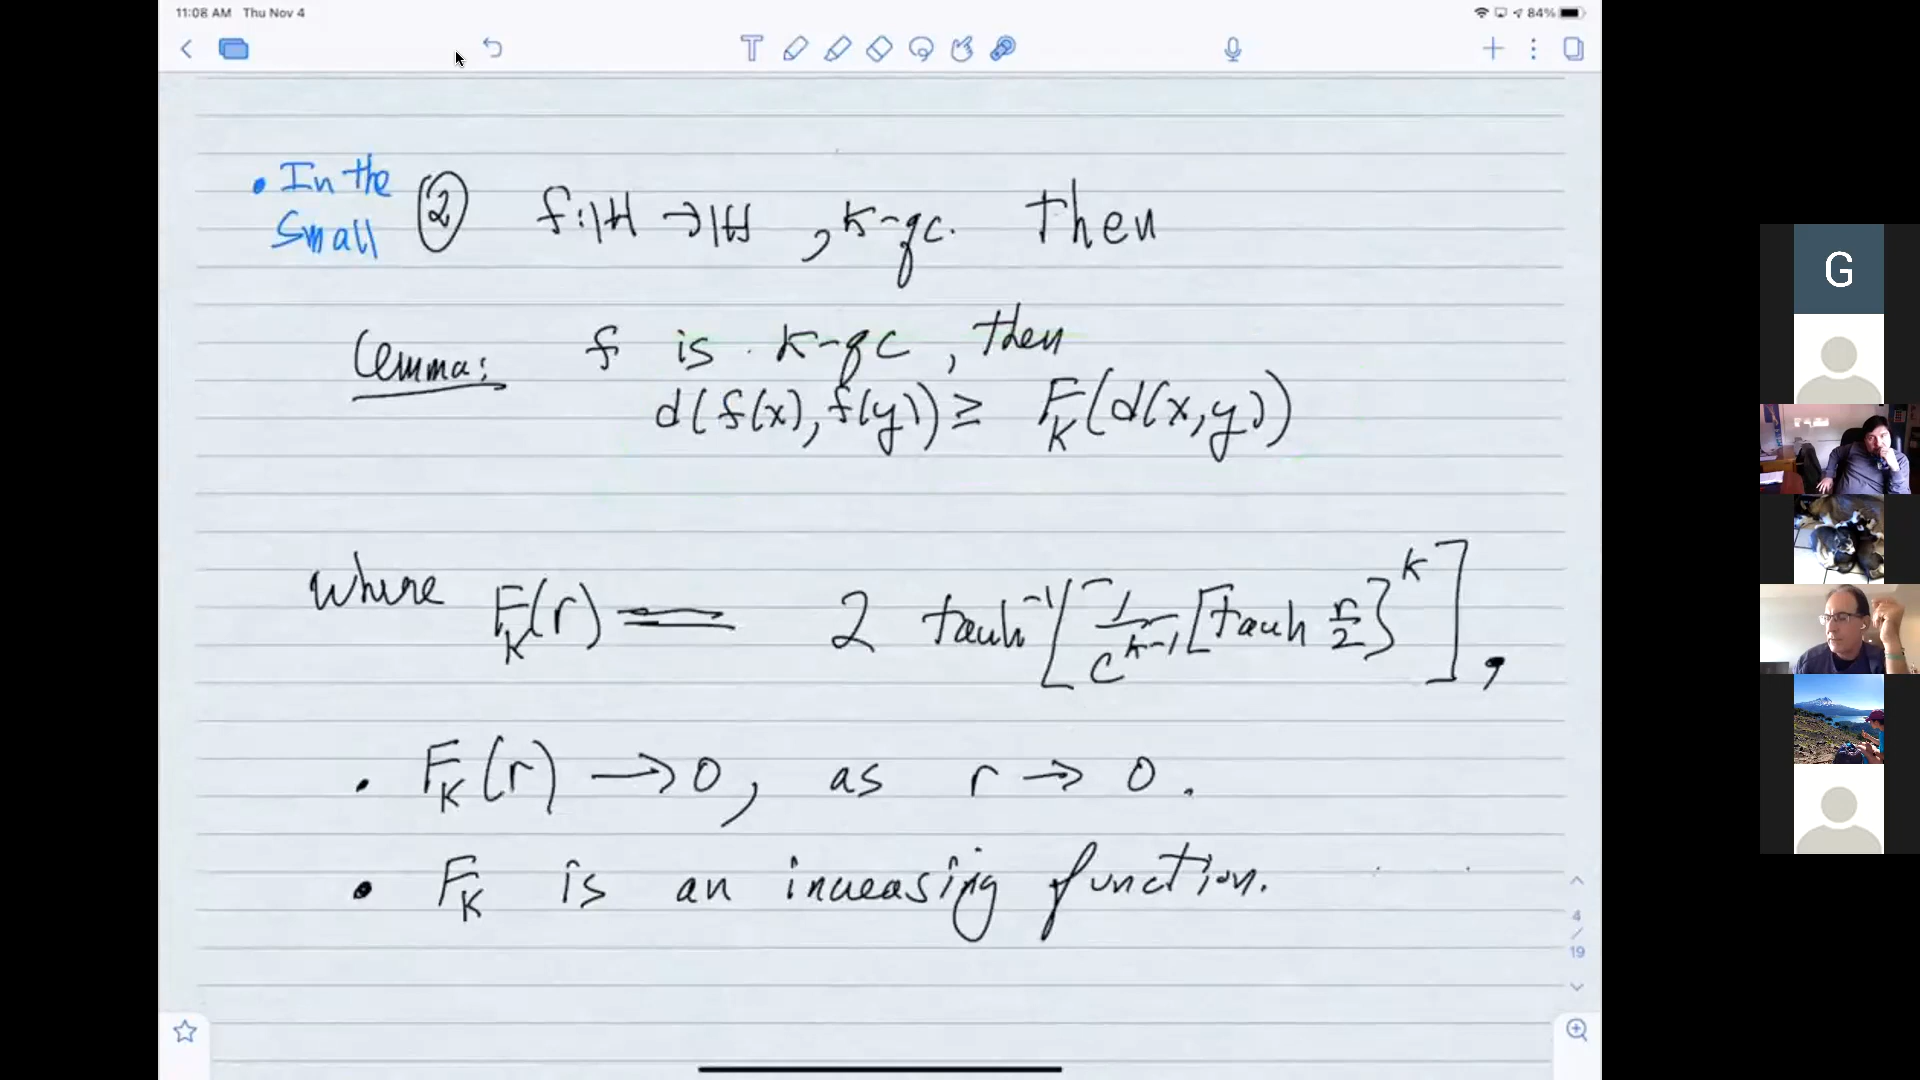 11:08 AM Thu Nov 4
84%
• In the Small ② f: ℍ → ℍ, K-qc. Then
Lemma: f is K-qc, then
d(f(x), f(y)) ≥ F_K(d(x,y))
where F_K(r) = 2 tanh⁻¹[1/c^{K-1} [tanh r/2}^K],
• F_K(r) → 0, as r → 0.
• F_K is an increasing function.
4
/
19
G